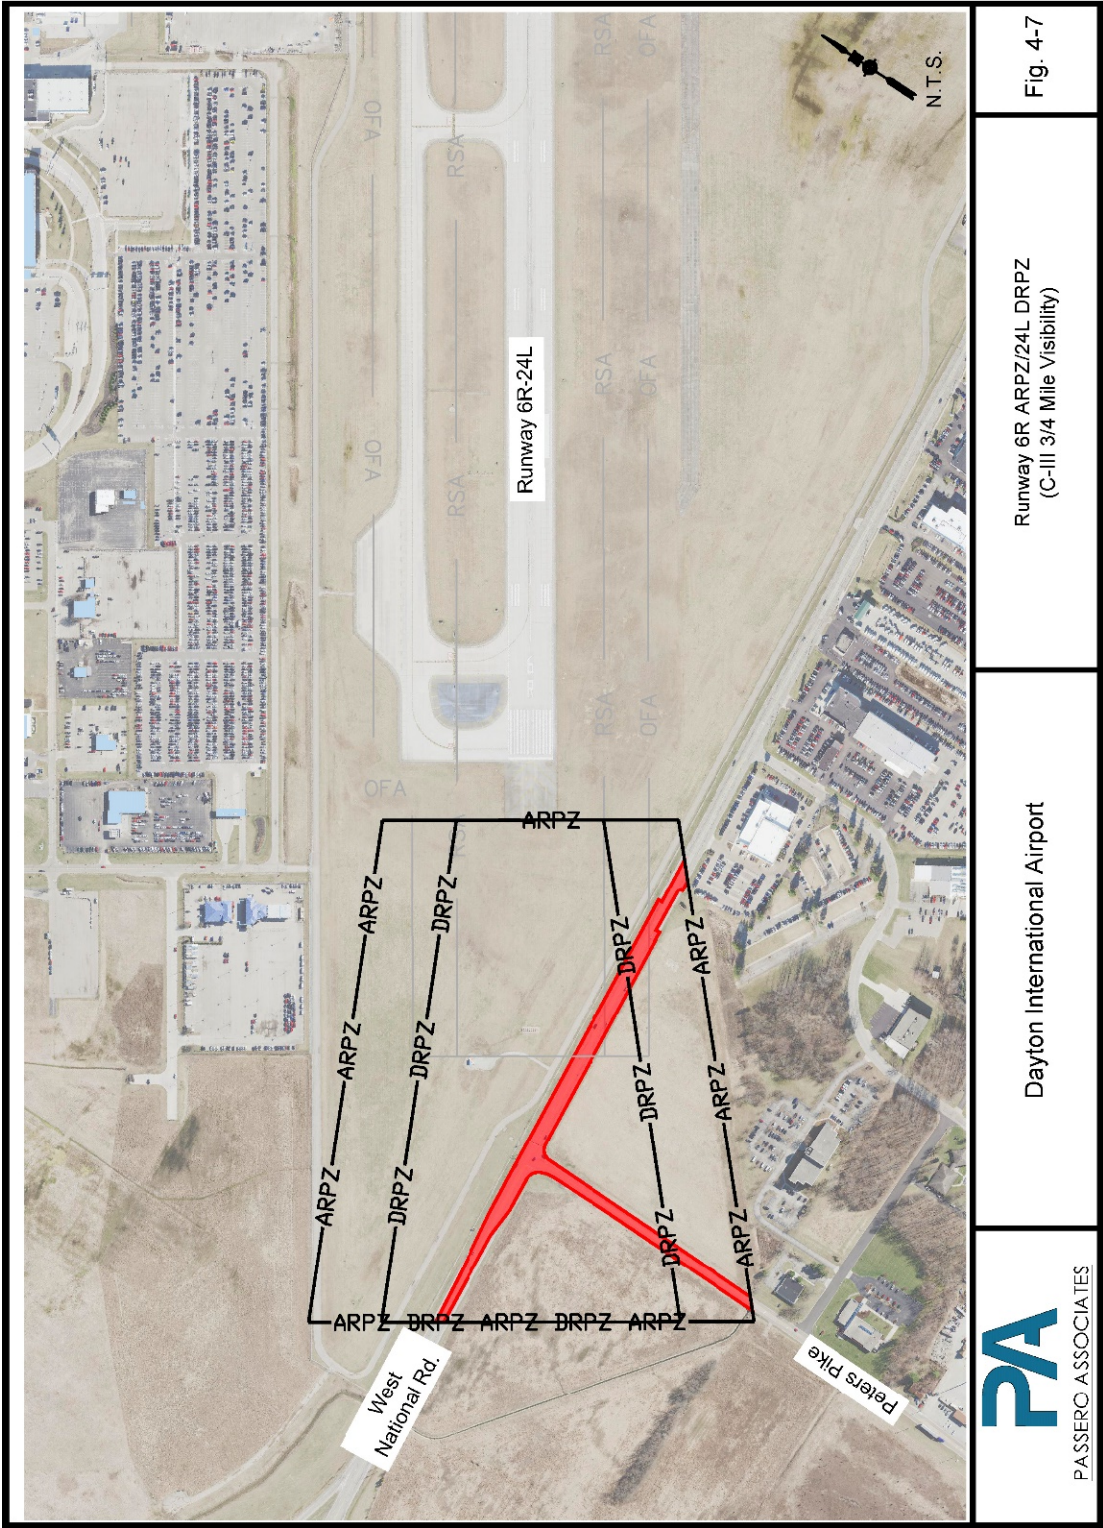 OFA
OFA
OFA
OFA
RSA
RSA
RSA
RSA
RSA
OFA
OFA
OFA
N.T.S.
Runway 6R-24L
ARPZ
ARPZ
ARPZ
ARPZ
DRPZ
DRPZ
DRPZ
DRPZ
DRPZ
DRPZ
ARPZ
ARPZ
ARPZ
ARPZ
DRPZ
ARPZ
DRPZ
ARPZ
West
National Rd.
Peters Pike
PA
PASSERO ASSOCIATES
Dayton International Airport
Runway 6R ARPZ/24L DRPZ
(C-III 3/4 Mile Visibility)
Fig. 4-7